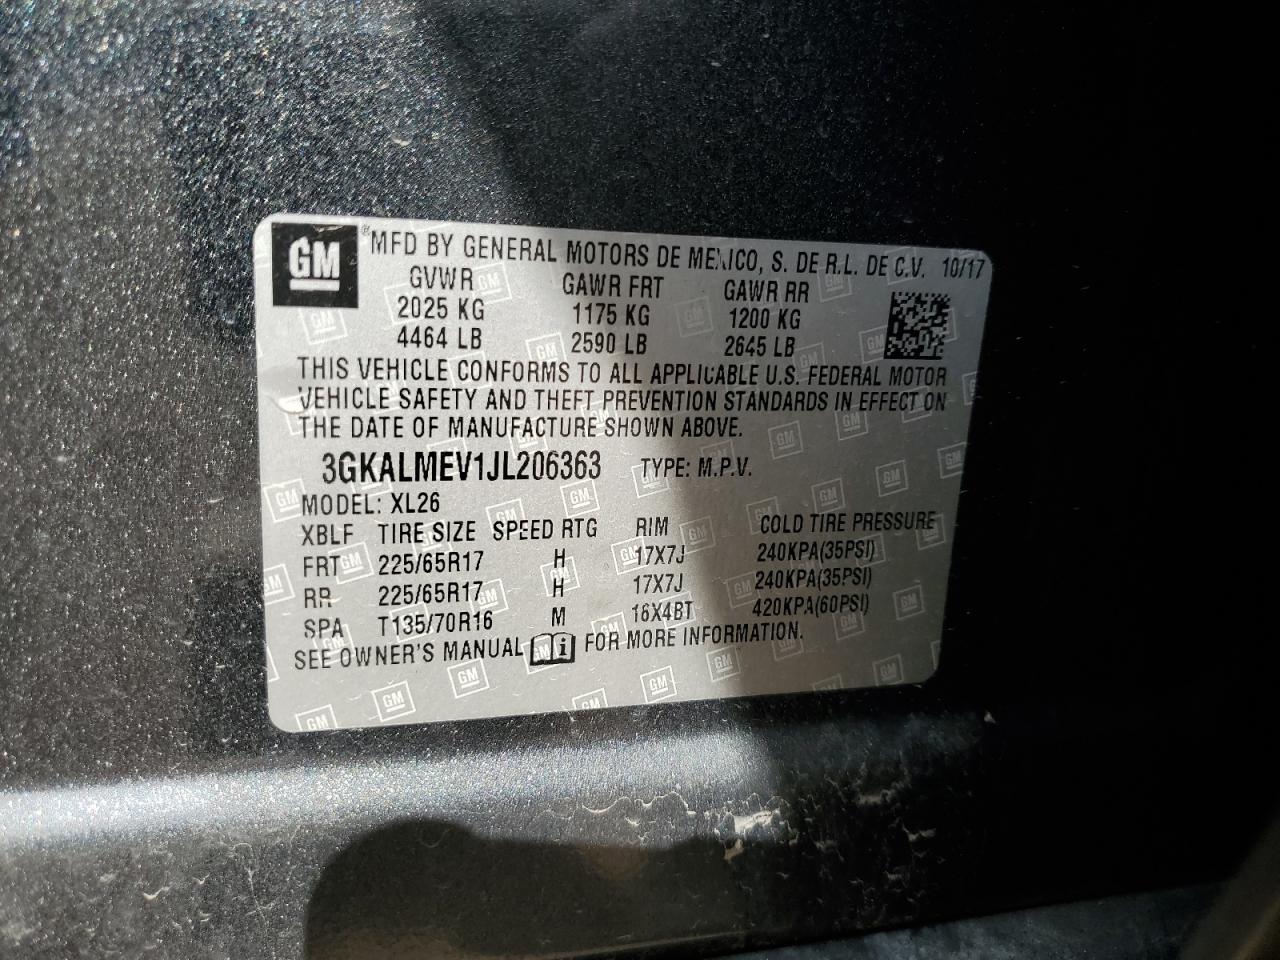 GM ® MFD BY GENERAL MOTORS DE MEXICO, S. DE R.L. DE C.V. 10/17
GVWR GAWR FRT GAWR RR
2025 KG 1175 KG 1200 KG
4464 LB 2590 LB 2645 LB
THIS VEHICLE CONFORMS TO ALL APPLICABLE U.S. FEDERAL MOTOR
VEHICLE SAFETY AND THEFT PREVENTION STANDARDS IN EFFECT ON
THE DATE OF MANUFACTURE SHOWN ABOVE.
3GKALMEV1JL206363 TYPE: M.P.V.
MODEL: XL26
XBLF TIRE SIZE SPEED RTG RIM COLD TIRE PRESSURE
FRT 225/65R17 H 17X7J 240KPA(35PSI)
RR 225/65R17 H 17X7J 240KPA(35PSI)
SPA T135/70R16 M 16X4BT 420KPA(60PSI)
SEE OWNER'S MANUAL i FOR MORE INFORMATION.